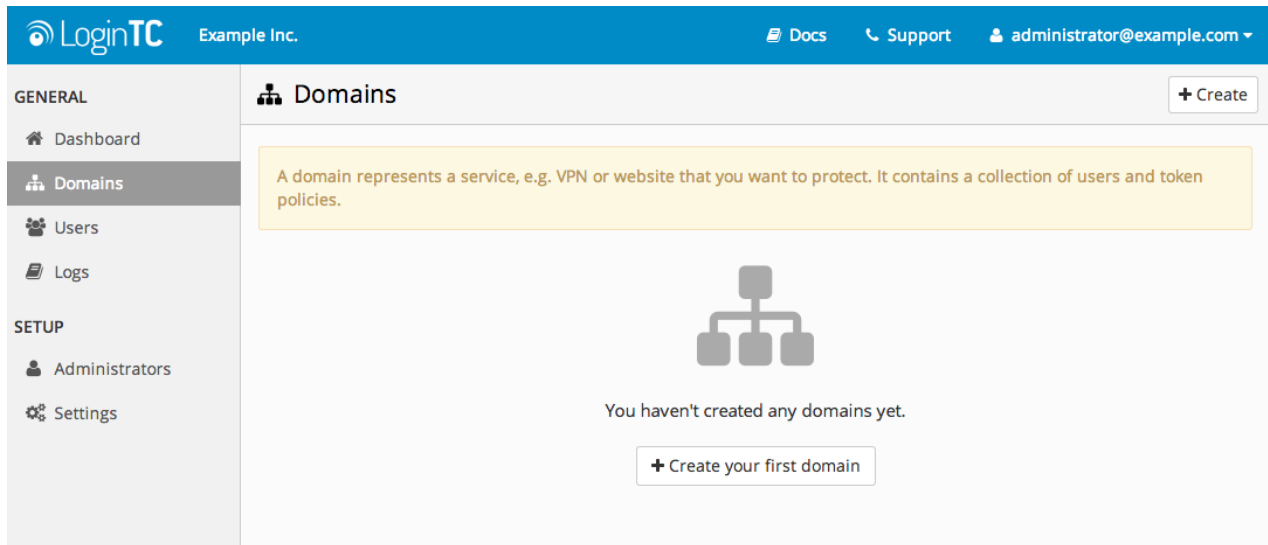 LoginTC
Example Inc.
Docs
Support
administrator@example.com
GENERAL
Dashboard
Domains
Users
Logs
SETUP
Administrators
Settings
Domains
+ Create
A domain represents a service, e.g. VPN or website that you want to protect. It contains a collection of users and token
policies.
You haven't created any domains yet.
+ Create your first domain